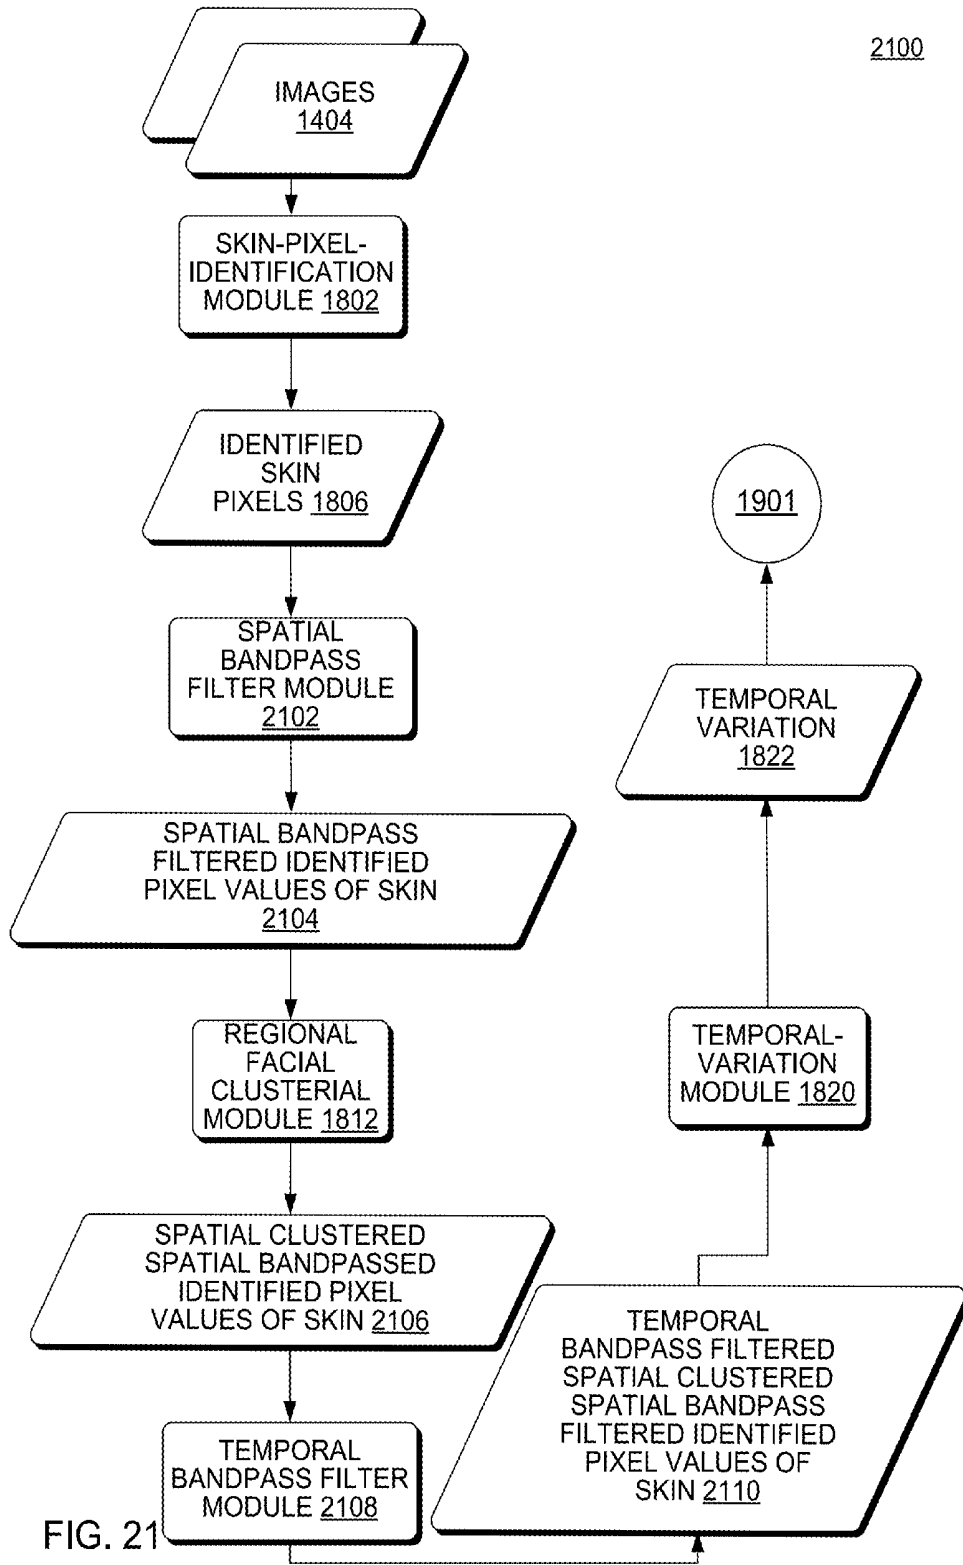 2100
IMAGES
1404
SKIN-PIXEL-
IDENTIFICATION
MODULE 1802
IDENTIFIED
SKIN
PIXELS 1806
SPATIAL
BANDPASS
FILTER MODULE
2102
SPATIAL BANDPASS
FILTERED IDENTIFIED
PIXEL VALUES OF SKIN
2104
REGIONAL
FACIAL
CLUSTERIAL
MODULE 1812
SPATIAL CLUSTERED
SPATIAL BANDPASSED
IDENTIFIED PIXEL
VALUES OF SKIN 2106
TEMPORAL
BANDPASS FILTER
MODULE 2108
TEMPORAL
BANDPASS FILTERED
SPATIAL CLUSTERED
SPATIAL BANDPASS
FILTERED IDENTIFIED
PIXEL VALUES OF
SKIN 2110
TEMPORAL-
VARIATION
MODULE 1820
TEMPORAL
VARIATION
1822
1901
FIG. 21